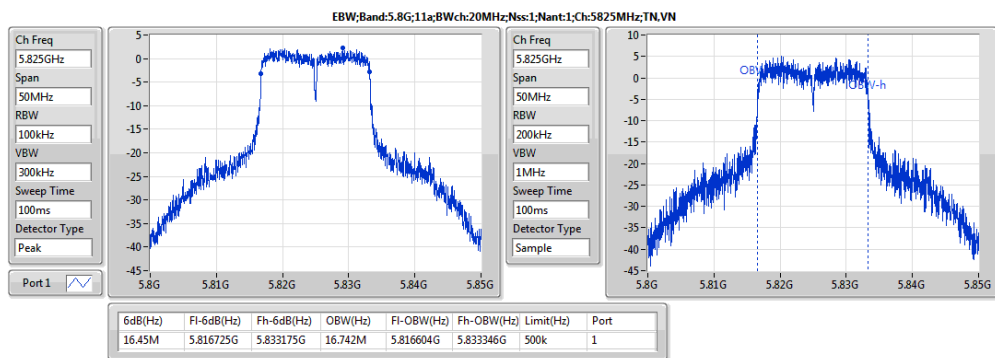 EBW;Band:5.8G;11a;BWch:20MHz;Nss:1;Nant:1;Ch:5825MHz;TN,VN
Ch Freq
5.825GHz
Span
50MHz
RBW
100kHz
VBW
300kHz
Sweep Time
100ms
Detector Type
Peak
Port 1
5
0
-5
-10
-15
-20
-25
-30
-35
-40
-45
5.8G 5.81G 5.82G 5.83G 5.84G 5.85G
Ch Freq
5.825GHz
Span
50MHz
RBW
200kHz
VBW
1MHz
Sweep Time
100ms
Detector Type
Sample
10
5
0
-5
-10
-15
-20
-25
-30
-35
-40
-45
5.8G 5.81G 5.82G 5.83G 5.84G 5.85G
6dB(Hz) Fl-6dB(Hz) Fh-6dB(Hz) OBW(Hz) Fl-OBW(Hz) Fh-OBW(Hz) Limit(Hz) Port
16.45M 5.816725G 5.833175G 16.742M 5.816604G 5.833346G 500k 1